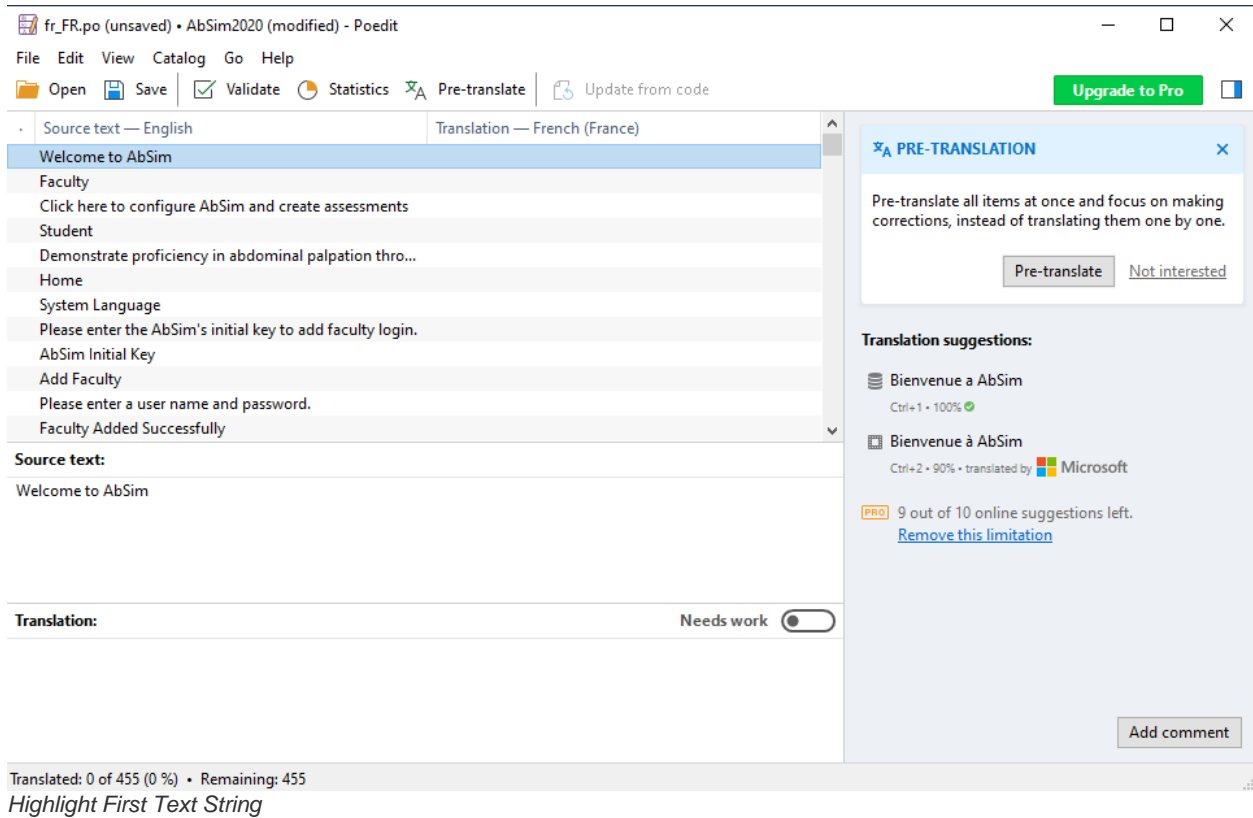 fr_FR.po (unsaved) • AbSim2020 (modified) - Poedit
File Edit View Catalog Go Help
Open Save Validate Statistics Pre-translate Update from code Upgrade to Pro
Source text — English Translation — French (France)
Welcome to AbSim
Faculty
Click here to configure AbSim and create assessments
Student
Demonstrate proficiency in abdominal palpation thro...
Home
System Language
Please enter the AbSim's initial key to add faculty login.
AbSim Initial Key
Add Faculty
Please enter a user name and password.
Faculty Added Successfully
Source text:
Welcome to AbSim
Translation: Needs work
PRE-TRANSLATION
Pre-translate all items at once and focus on making
corrections, instead of translating them one by one.
Pre-translate Not interested
Translation suggestions:
Bienvenue a AbSim
Ctrl+1 • 100%
Bienvenue à AbSim
Ctrl+2 • 90% • translated by Microsoft
PRO 9 out of 10 online suggestions left.
Remove this limitation
Add comment
Translated: 0 of 455 (0 %) • Remaining: 455
Highlight First Text String